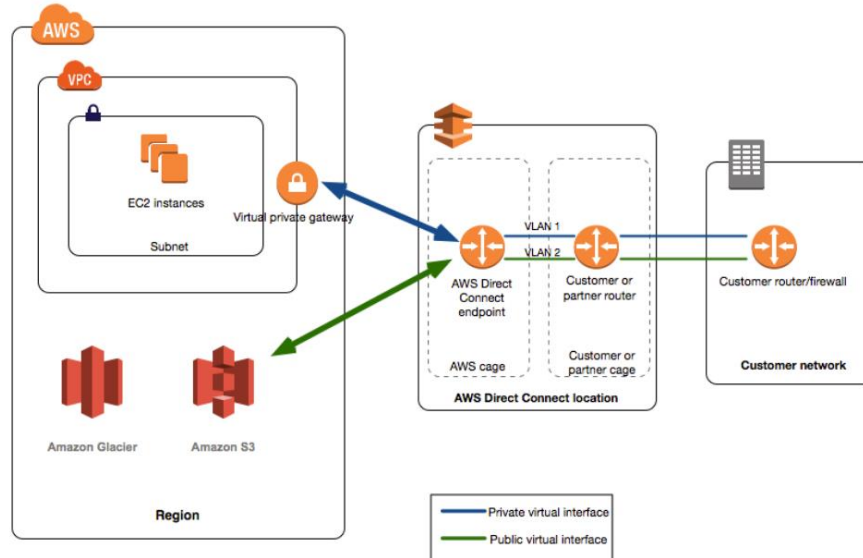 AWS
VPC
EC2 instances
Virtual private gateway
Subnet
VLAN 1
VLAN 2
AWS Direct
Connect
endpoint
Customer or
partner router
Customer router/firewall
AWS cage
Customer or
partner cage
Customer network
AWS Direct Connect location
Amazon Glacier
Amazon S3
Region
Private virtual interface
Public virtual interface